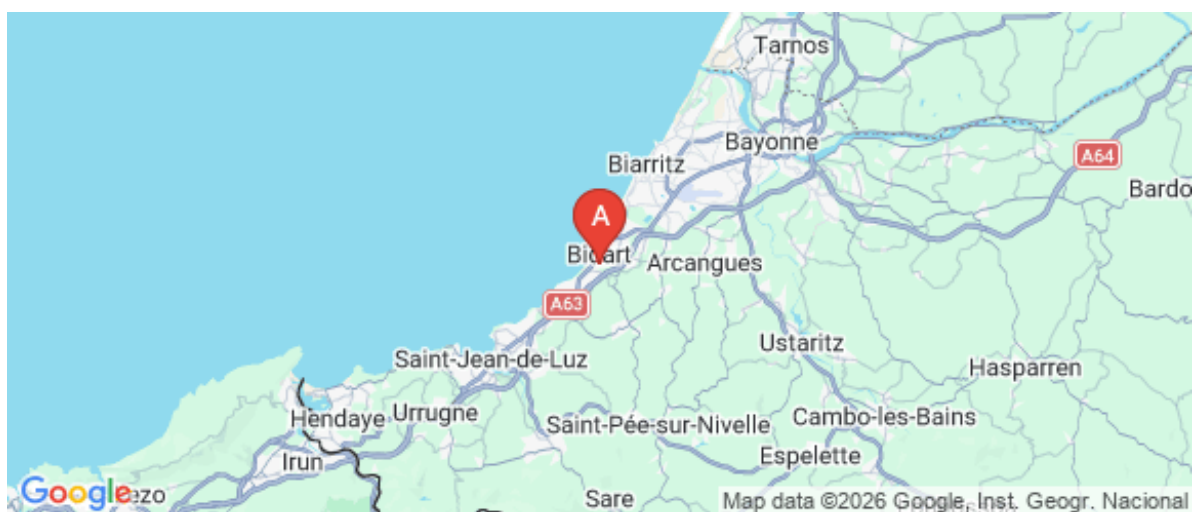 Tarnos
Bayonne
A64
Biarritz
Bardo
A
Bidart
Arcangues
A63
Ustaritz
Saint-Jean-de-Luz
Hasparren
Hendaye
Urrugne
Cambo-les-Bains
Saint-Pée-sur-Nivelle
Espelette
Irun
Google
ezo
Sare
Map data ©2026 Google, Inst. Geogr. Nacional